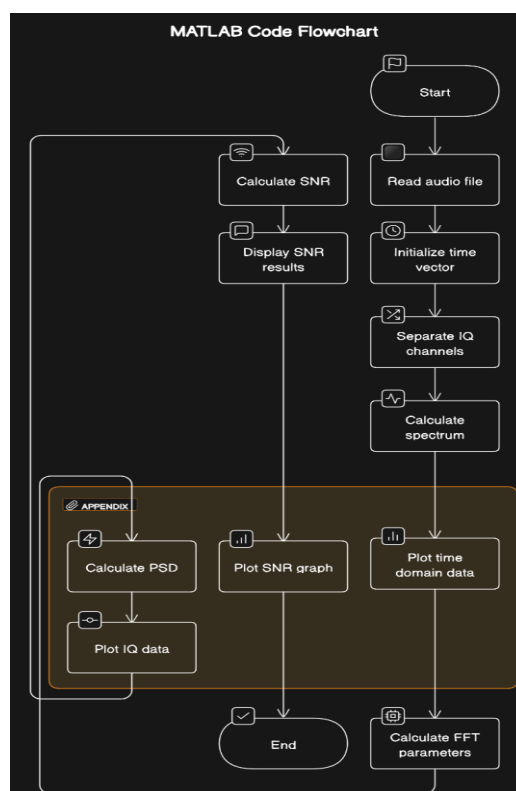 MATLAB Code Flowchart
Start
Calculate SNR
Read audio file
Display SNR
results
Initialize time
vector
Separate IQ
channels
Calculate
spectrum
APPENDIX
Calculate PSD
Plot SNR graph
Plot time
domain data
Plot IQ data
End
Calculate FFT
parameters